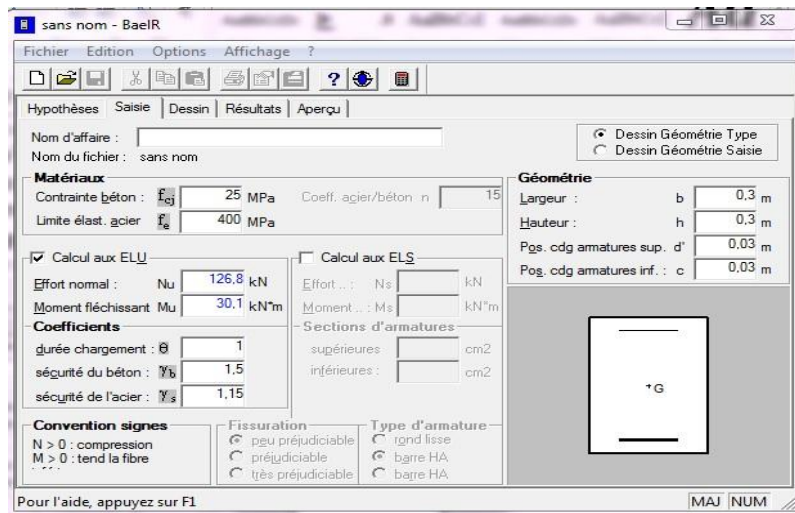 sans nom - BaelR
Fichier Edition Options Affichage ?
Hypothèses Saisie Dessin Résultats Aperçu
Nom d'affaire :
Nom du fichier : sans nom
Dessin Géométrie Type
Dessin Géométrie Saisie
Matériaux
Contrainte béton : fcj 25 MPa Coeff. acier/béton n 15
Limite élast. acier fe 400 MPa
Géométrie
Largeur : b 0,3 m
Hauteur : h 0,3 m
Pos. cdg armatures sup. d' 0,03 m
Pos. cdg armatures inf. : c 0,03 m
Calcul aux ELU
Effort normal : Nu 126,8 kN
Moment fléchissant Mu 30,1 kN*m
Calcul aux ELS
Effort .. : Ns kN
Moment .. : Ms kN*m
Coefficients
durée chargement : θ 1
sécurité du béton : γb 1,5
sécurité de l'acier : γs 1,15
Sections d'armatures
supérieures cm2
inférieures : cm2
+G
Convention signes
N > 0 : compression
M > 0 : tend la fibre
Fissuration
peu préjudiciable
préjudiciable
très préjudiciable
Type d'armature
rond lisse
barre HA
barre HA
Pour l'aide, appuyez sur F1 MAJ NUM